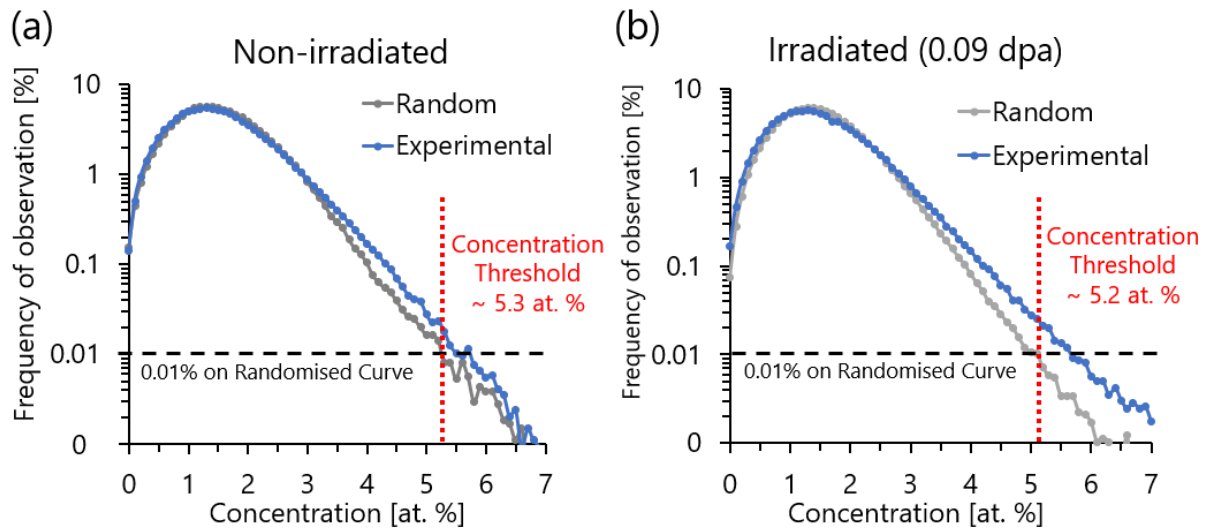 (a)
Non-irradiated
Frequency of observation [%]
10
1
0.1
0.01
0
Random
Experimental
Concentration
Threshold
~ 5.3 at. %
0.01% on Randomised Curve
0 1 2 3 4 5 6 7
Concentration [at. %]
(b)
Irradiated (0.09 dpa)
Frequency of observation [%]
10
1
0.1
0.01
0
Random
Experimental
Concentration
Threshold
~ 5.2 at. %
0.01% on Randomised Curve
0 1 2 3 4 5 6 7
Concentration [at. %]